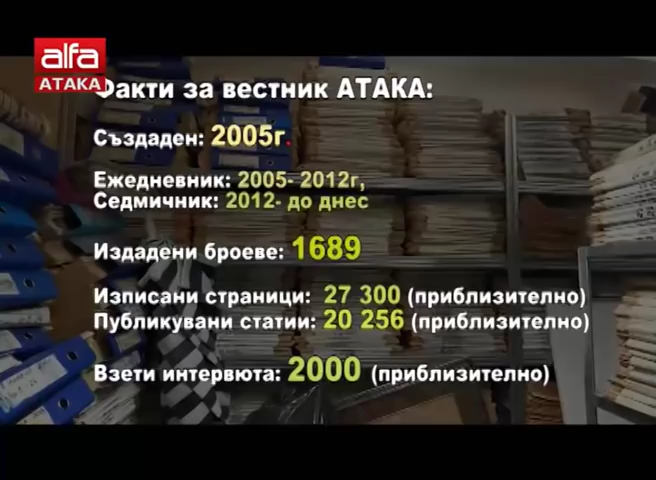 alfa
АТАКА
Факти за вестник АТАКА:
Създаден: 2005г.
Ежедневник: 2005- 2012г,
Седмичник: 2012- до днес
Издадени броеве: 1689
Изписани страници: 27 300 (приблизително)
Публикувани статии: 20 256 (приблизително)
Взети интервюта: 2000 (приблизително)